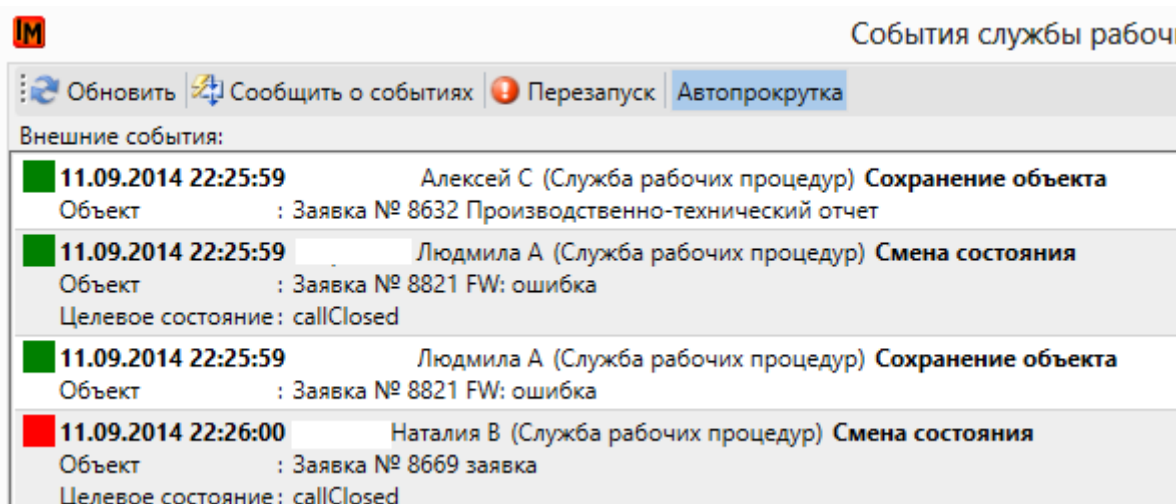 IM
События службы рабоч
Обновить Сообщить о событиях Перезапуск Автопрокрутка
Внешние события:
11.09.2014 22:25:59 Алексей С (Служба рабочих процедур) Сохранение объекта
Объект : Заявка № 8632 Производственно-технический отчет
11.09.2014 22:25:59 Людмила А (Служба рабочих процедур) Смена состояния
Объект : Заявка № 8821 FW: ошибка
Целевое состояние : callClosed
11.09.2014 22:25:59 Людмила А (Служба рабочих процедур) Сохранение объекта
Объект : Заявка № 8821 FW: ошибка
11.09.2014 22:26:00 Наталия В (Служба рабочих процедур) Смена состояния
Объект : Заявка № 8669 заявка
Целевое состояние : callClosed